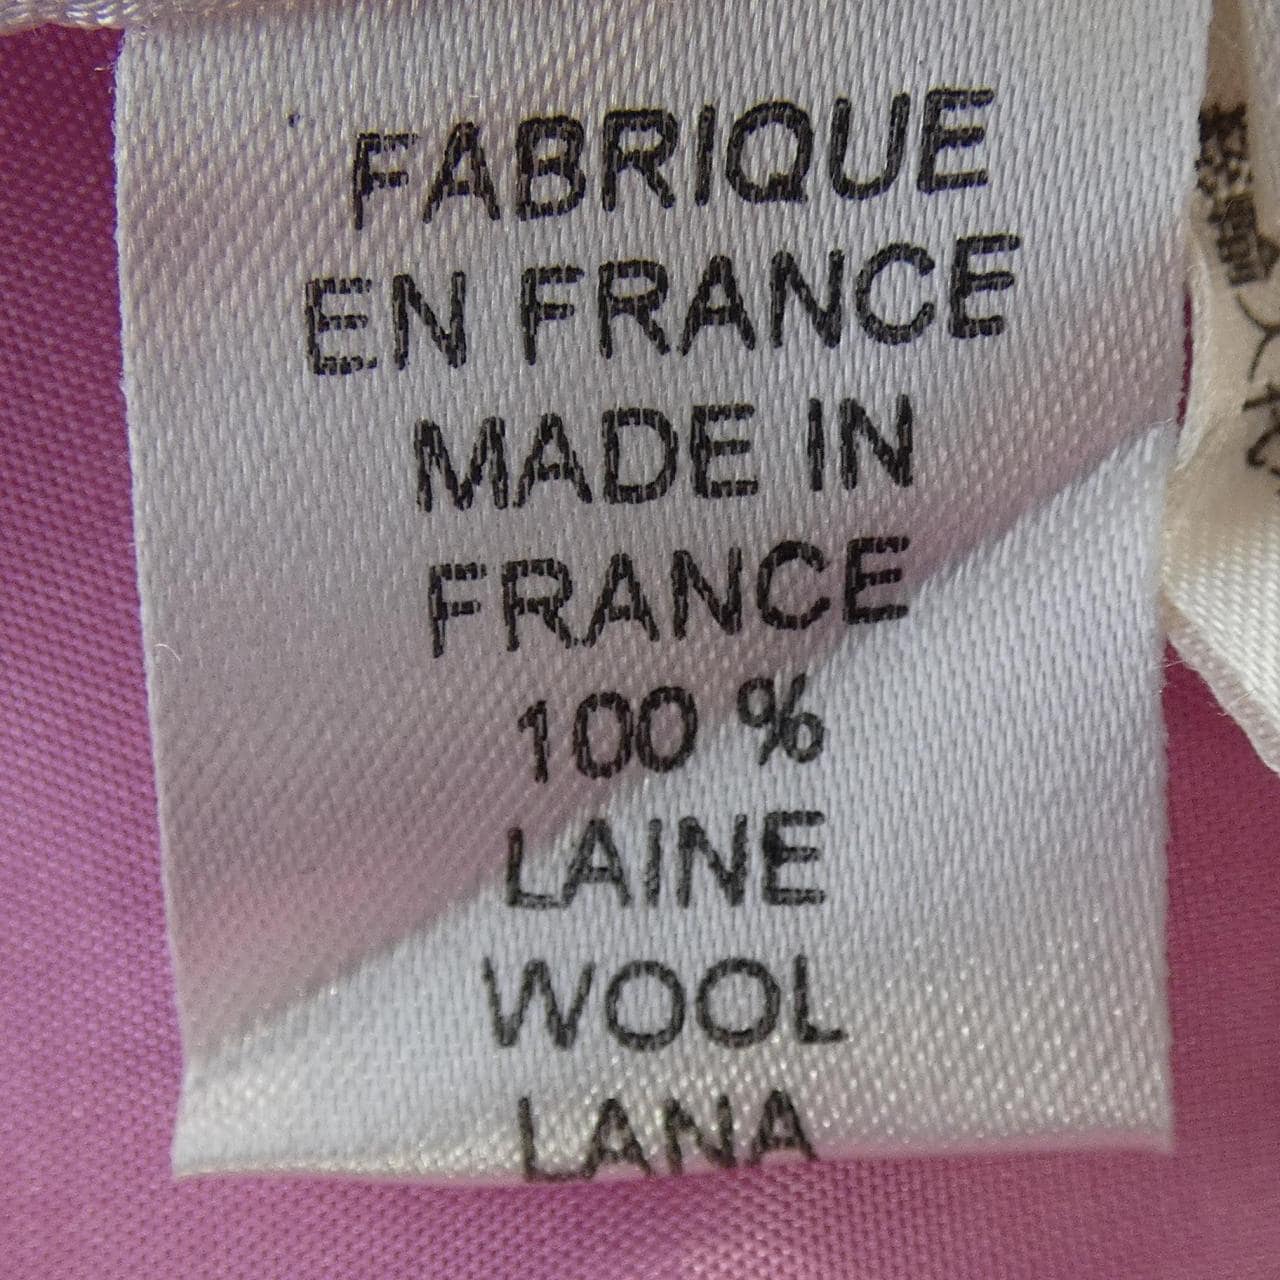 FABRIQUE
EN FRANCE
MADE IN
FRANCE
100 %
LAINE
WOOL
LANA